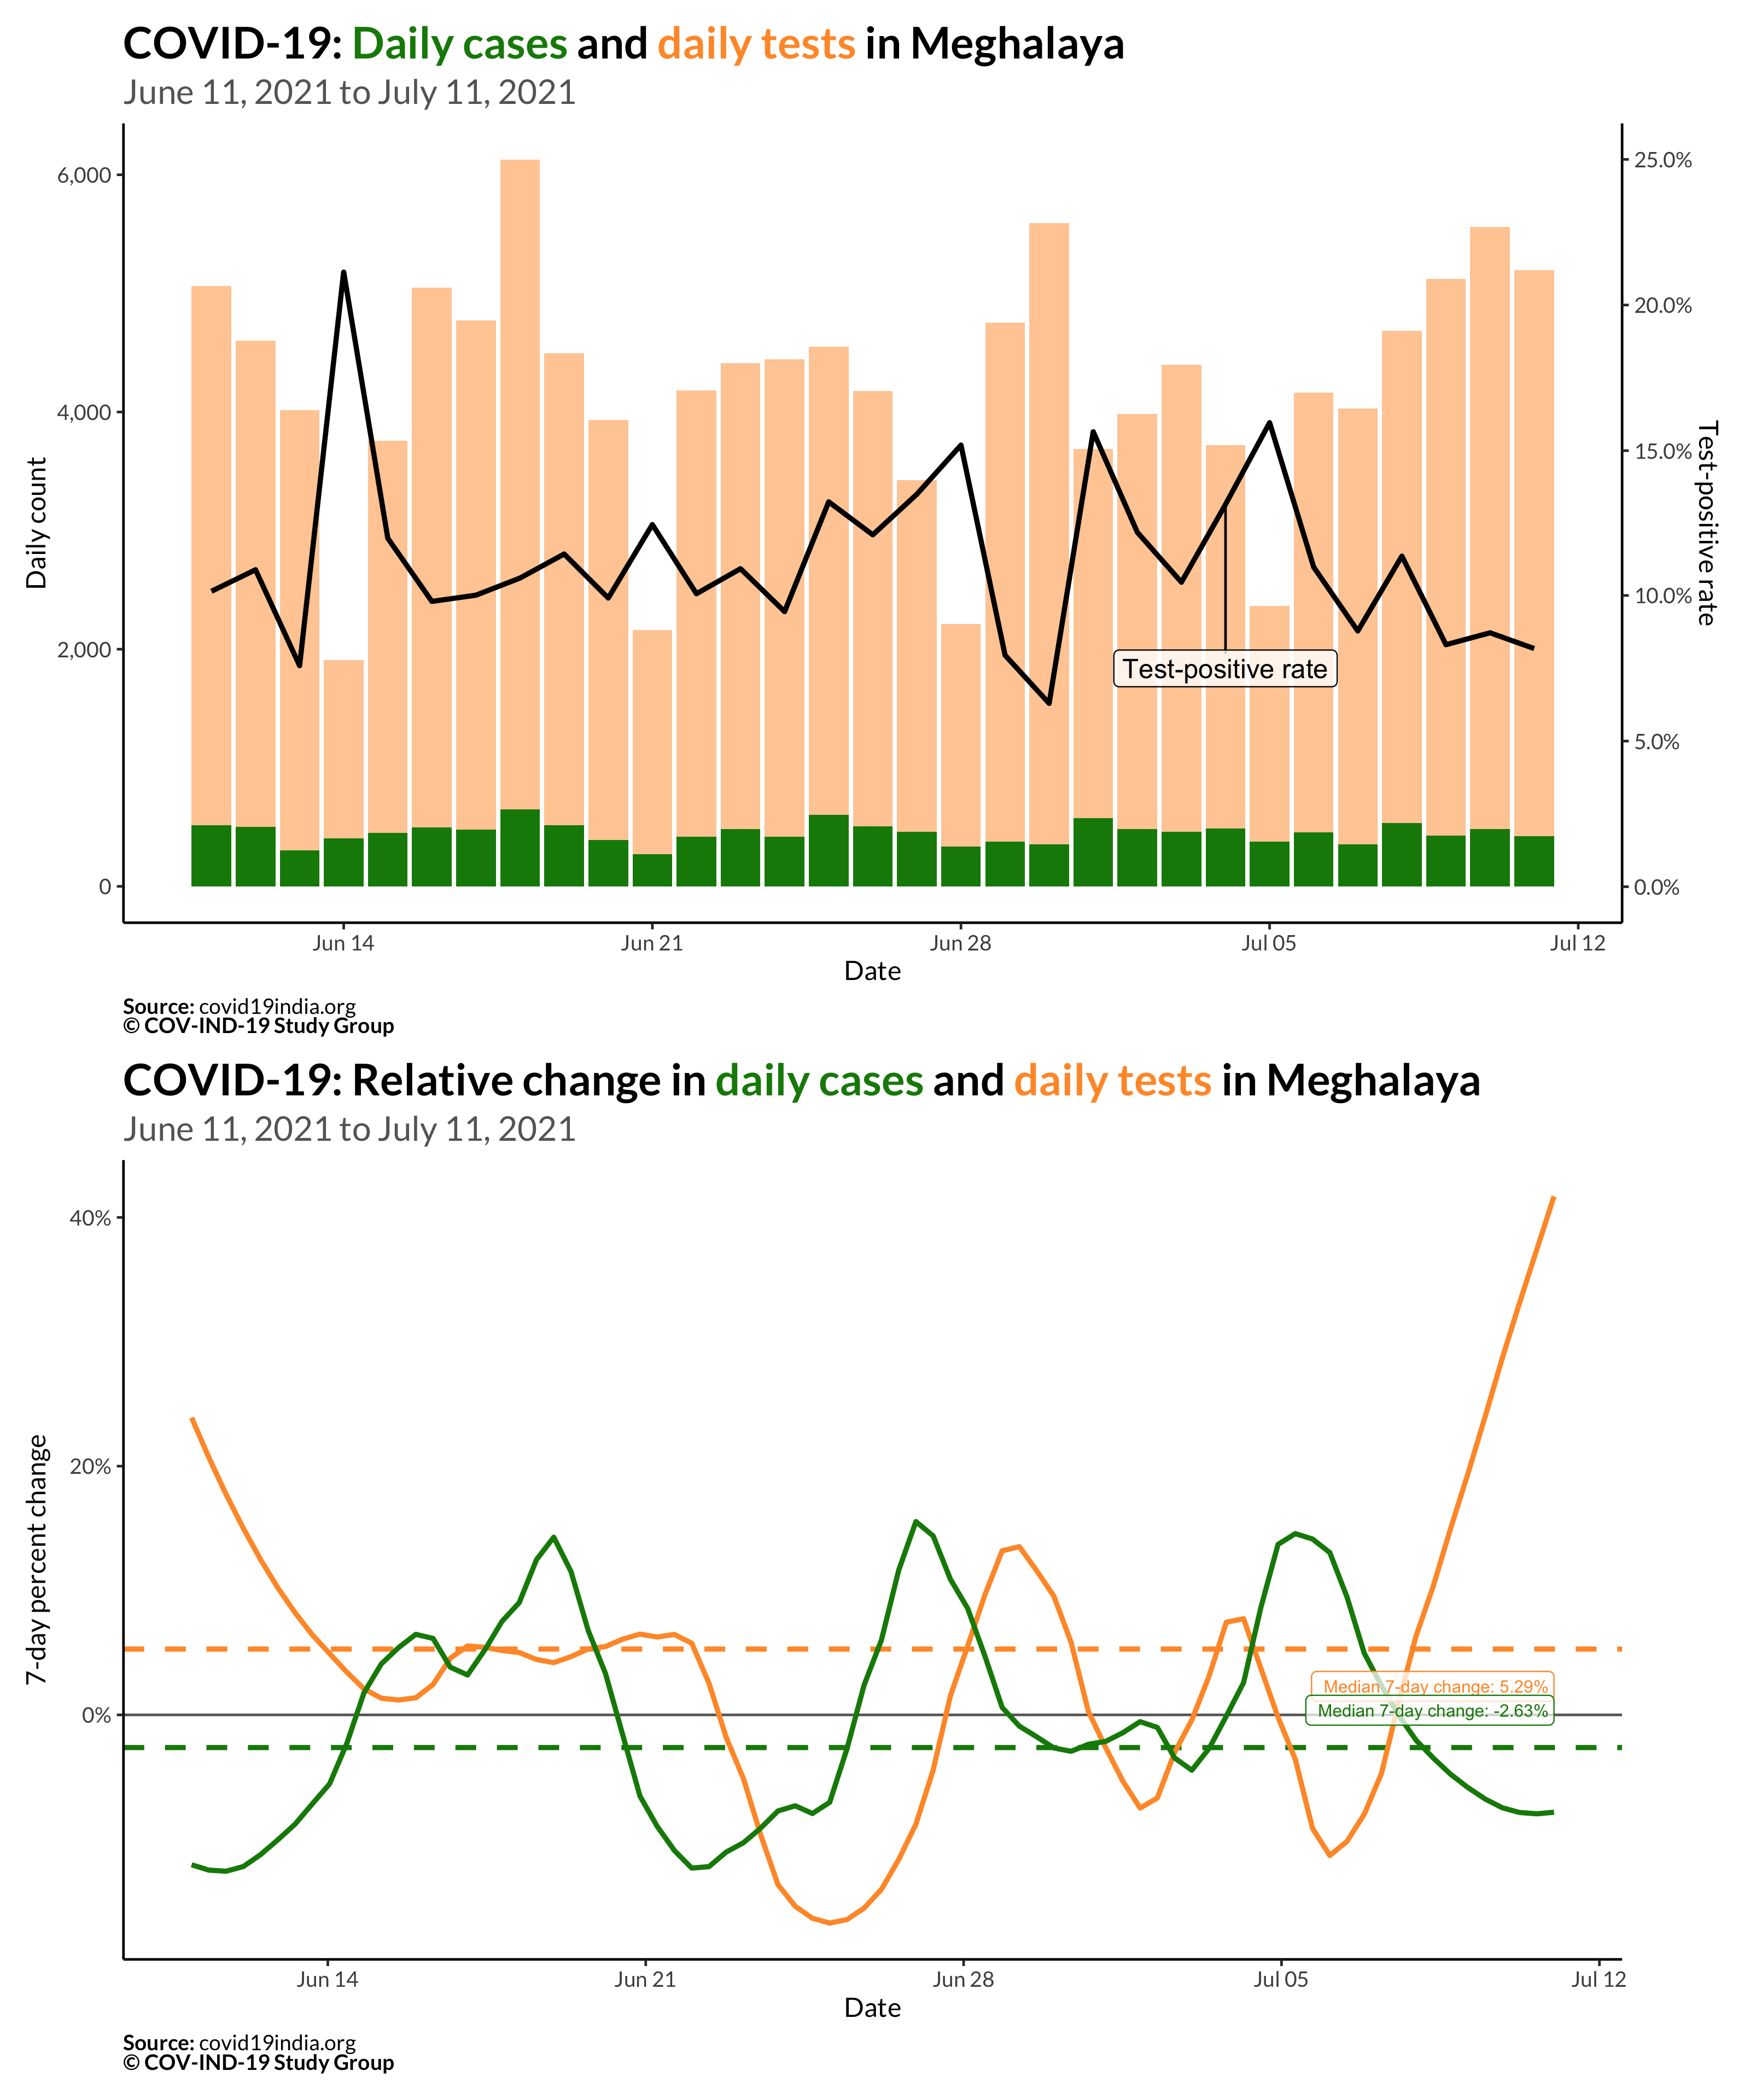 COVID-19: Daily cases and daily tests in Meghalaya
June 11, 2021 to July 11, 2021
6,000
4,000
2,000
0
Daily count
25.0%
20.0%
15.0%
10.0%
5.0%
0.0%
Test-positive rate
Test-positive rate
Jun 14
Jun 21
Jun 28
Jul 05
Jul 12
Date
Source: covid19india.org
© COV-IND-19 Study Group
COVID-19: Relative change in daily cases and daily tests in Meghalaya
June 11, 2021 to July 11, 2021
40%
20%
0%
7-day percent change
Median 7-day change: 5.29%
Median 7-day change: -2.63%
Jun 14
Jun 21
Jun 28
Jul 05
Jul 12
Date
Source: covid19india.org
© COV-IND-19 Study Group